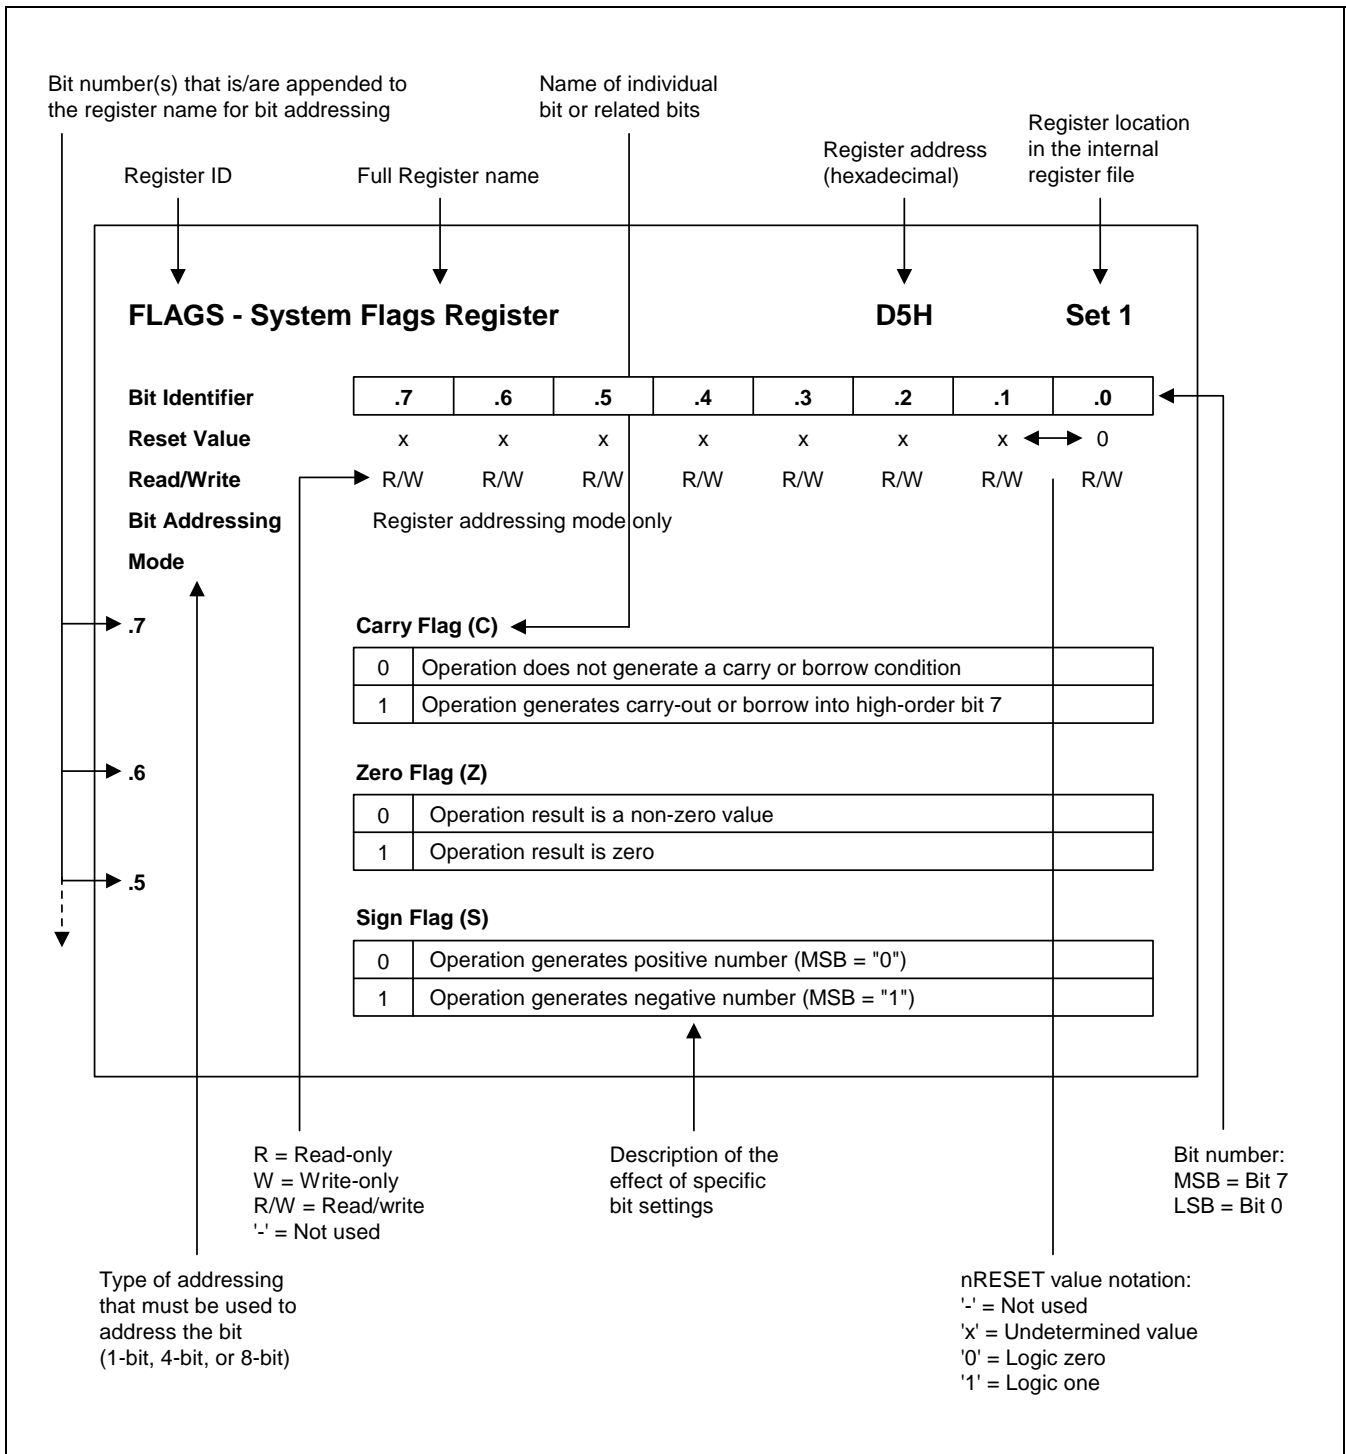 Bit number(s) that is/are appended to
the register name for bit addressing
Name of individual
bit or related bits
Register location
in the internal
register file
Register address
(hexadecimal)
Register ID
Full Register name
FLAGS - System Flags Register D5H Set 1
Bit Identifier .7 .6 .5 .4 .3 .2 .1 .0
Reset Value x x x x x x x 0
Read/Write R/W R/W R/W R/W R/W R/W R/W R/W
Bit Addressing Register addressing mode only
Mode
.7 Carry Flag (C)
0 Operation does not generate a carry or borrow condition
1 Operation generates carry-out or borrow into high-order bit 7
.6 Zero Flag (Z)
0 Operation result is a non-zero value
1 Operation result is zero
.5
Sign Flag (S)
0 Operation generates positive number (MSB = "0")
1 Operation generates negative number (MSB = "1")
R = Read-only
W = Write-only
R/W = Read/write
'-' = Not used
Description of the
effect of specific
bit settings
Bit number:
MSB = Bit 7
LSB = Bit 0
Type of addressing
that must be used to
address the bit
(1-bit, 4-bit, or 8-bit)
nRESET value notation:
'-' = Not used
'x' = Undetermined value
'0' = Logic zero
'1' = Logic one